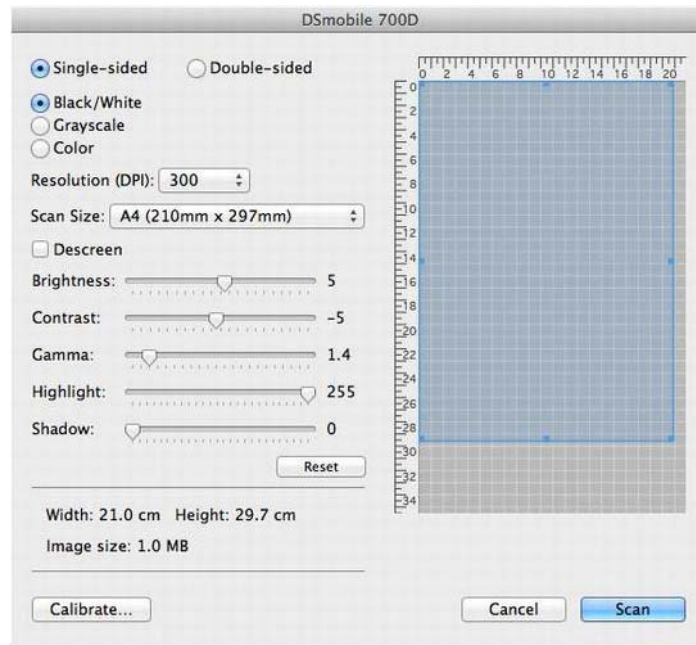 DSmobile 700D
Single-sided Double-sided
Black/White
Grayscale
Color
Resolution (DPI): 300
Scan Size: A4 (210mm x 297mm)
Descreen
Brightness: 5
Contrast: -5
Gamma: 1.4
Highlight: 255
Shadow: 0
Reset
Width: 21.0 cm Height: 29.7 cm
Image size: 1.0 MB
Calibrate...
0 2 4 6 8 10 12 14 16 18 20
0
2
4
6
8
10
12
14
16
18
20
22
24
26
28
30
32
34
Cancel Scan